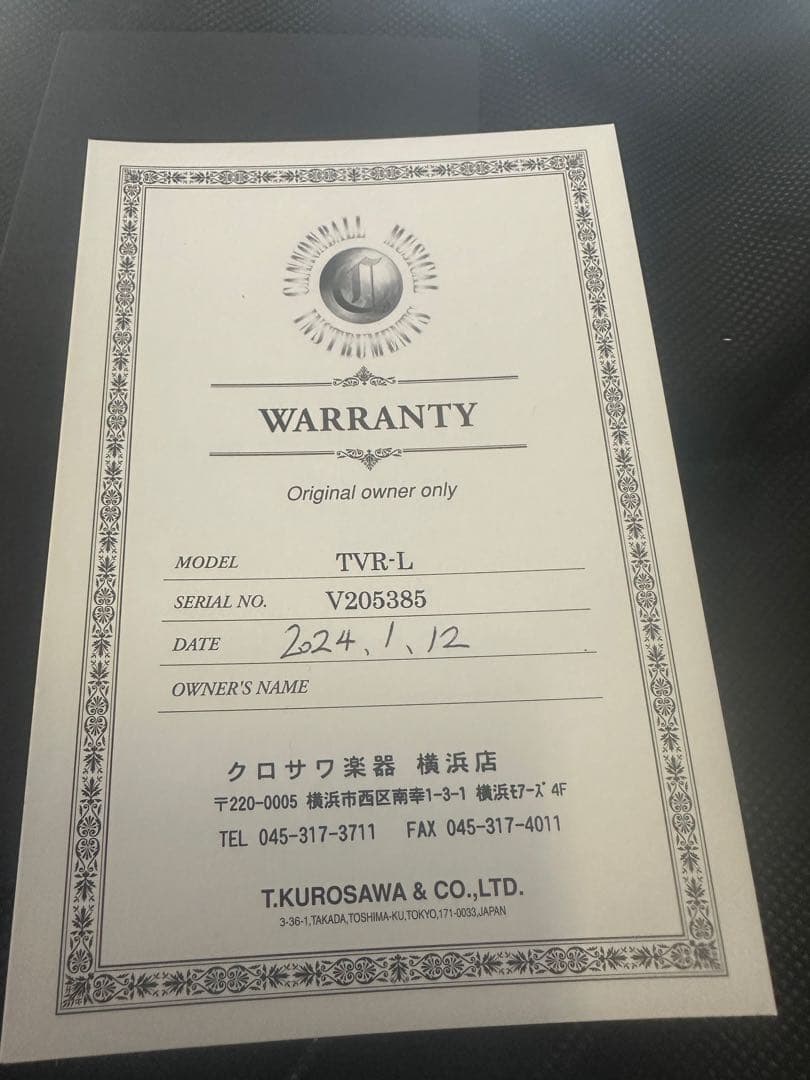 CANNONBALL MUSICAL
INSTRUMENTS
C
WARRANTY
Original owner only
MODEL TVR-L
SERIAL NO. V205385
DATE 2024、1、12
OWNER'S NAME
クロサワ楽器 横浜店
〒220-0005 横浜市西区南幸1-3-1 横浜ﾓｱｰｽﾞ 4F
TEL 045-317-3711 FAX 045-317-4011
T.KUROSAWA & CO.,LTD.
3-36-1,TAKADA,TOSHIMA-KU,TOKYO,171-0033,JAPAN